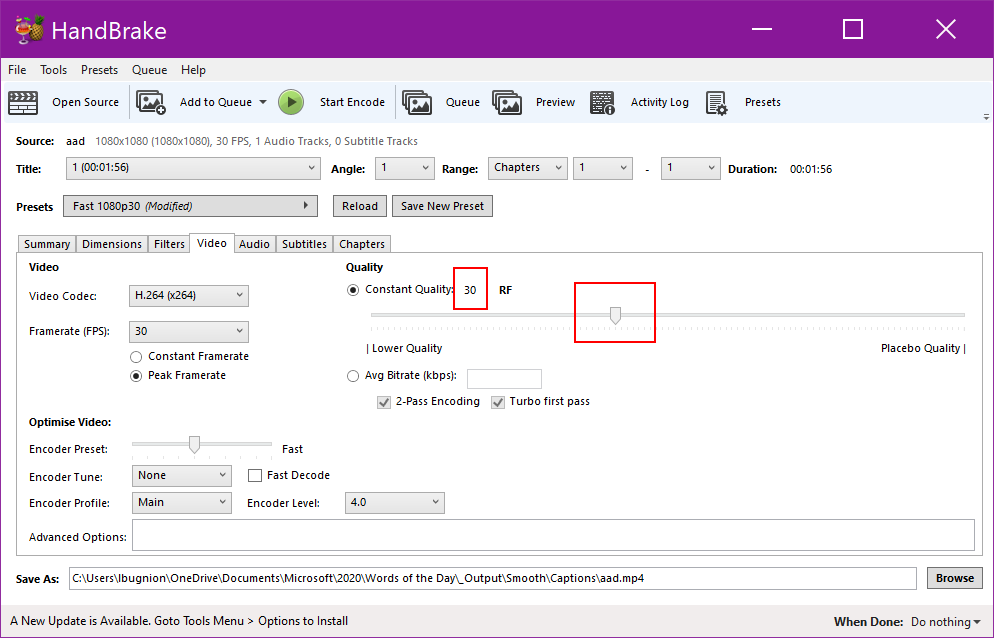 HandBrake
File Tools Presets Queue Help
Open Source Add to Queue Start Encode Queue Preview Activity Log Presets
Source: aad 1080x1080 (1080x1080), 30 FPS, 1 Audio Tracks, 0 Subtitle Tracks
Title: 1 (00:01:56) Angle: 1 Range: Chapters 1 - 1 Duration: 00:01:56
Presets Fast 1080p30 (Modified) Reload Save New Preset
Summary Dimensions Filters Video Audio Subtitles Chapters
Video Quality
Video Codec: H.264 (x264) Constant Quality: 30 RF
Framerate (FPS): 30
| Lower Quality Placebo Quality |
Constant Framerate
Peak Framerate Avg Bitrate (kbps):
2-Pass Encoding Turbo first pass
Optimise Video:
Encoder Preset: Fast
Encoder Tune: None Fast Decode
Encoder Profile: Main Encoder Level: 4.0
Advanced Options:
Save As: C:\Users\lbugnion\OneDrive\Documents\Microsoft\2020\Words of the Day\_Output\Smooth\Captions\aad.mp4 Browse
A New Update is Available. Goto Tools Menu > Options to Install When Done: Do nothing